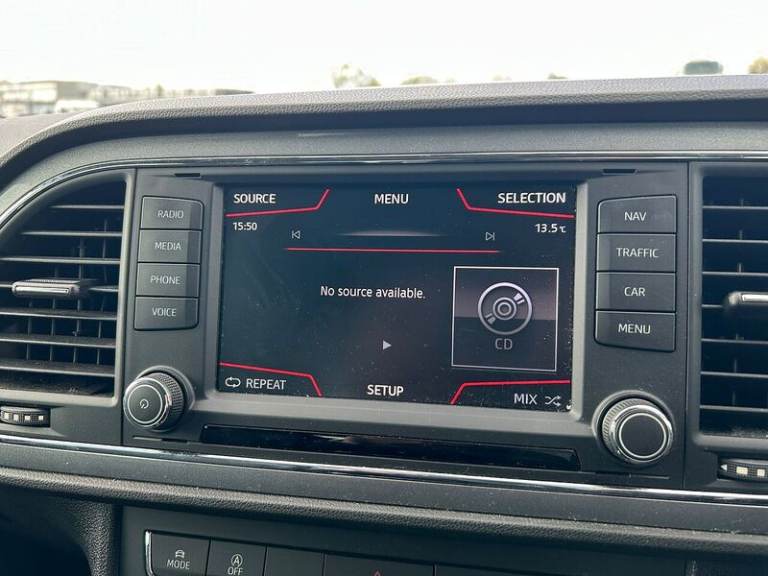 RADIO
MEDIA
PHONE
VOICE
SOURCE MENU SELECTION
15:50 13.5℃
No source available.
CD
REPEAT SETUP MIX
NAV
TRAFFIC
CAR
MENU
MODE
A OFF